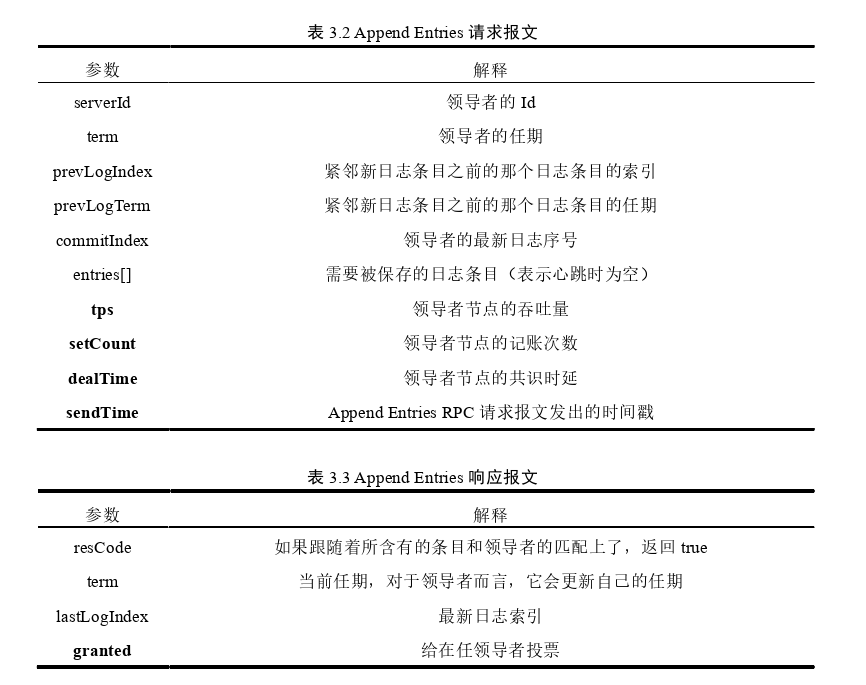 表 3.2 Append Entries 请求报文
参数 解释
serverId 领导者的 Id
term 领导者的任期
prevLogIndex 紧邻新日志条目之前的那个日志条目的索引
prevLogTerm 紧邻新日志条目之前的那个日志条目的任期
commitIndex 领导者的最新日志序号
entries[] 需要被保存的日志条目（表示心跳时为空）
tps 领导者节点的吞吐量
setCount 领导者节点的记账次数
dealTime 领导者节点的共识时延
sendTime Append Entries RPC 请求报文发出的时间戳
表 3.3 Append Entries 响应报文
参数 解释
resCode 如果跟随着所含有的条目和领导者的匹配上了，返回 true
term 当前任期，对于领导者而言，它会更新自己的任期
lastLogIndex 最新日志索引
granted 给在任领导者投票